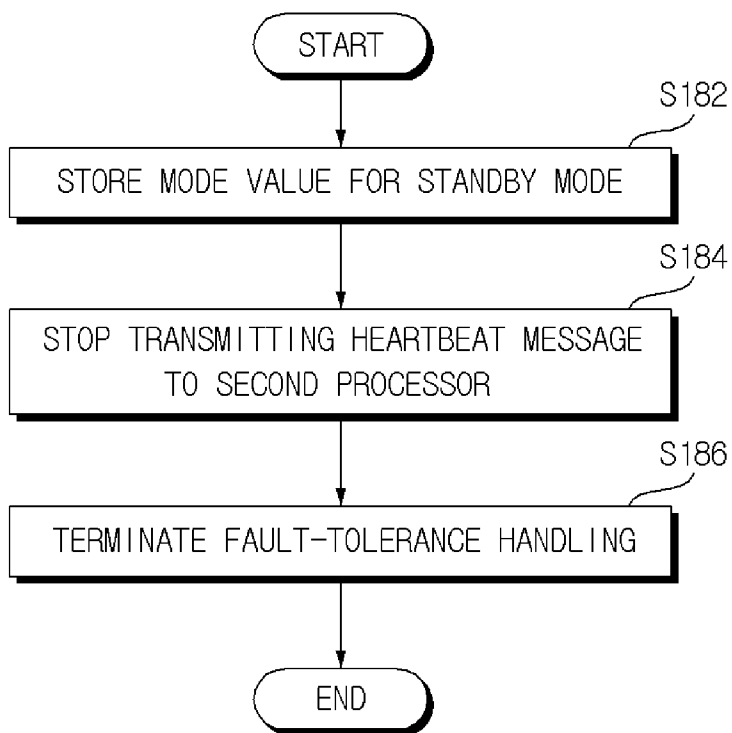 START
S182
STORE MODE VALUE FOR STANDBY MODE
S184
STOP TRANSMITTING HEARTBEAT MESSAGE
TO SECOND PROCESSOR
S186
TERMINATE FAULT-TOLERANCE HANDLING
END